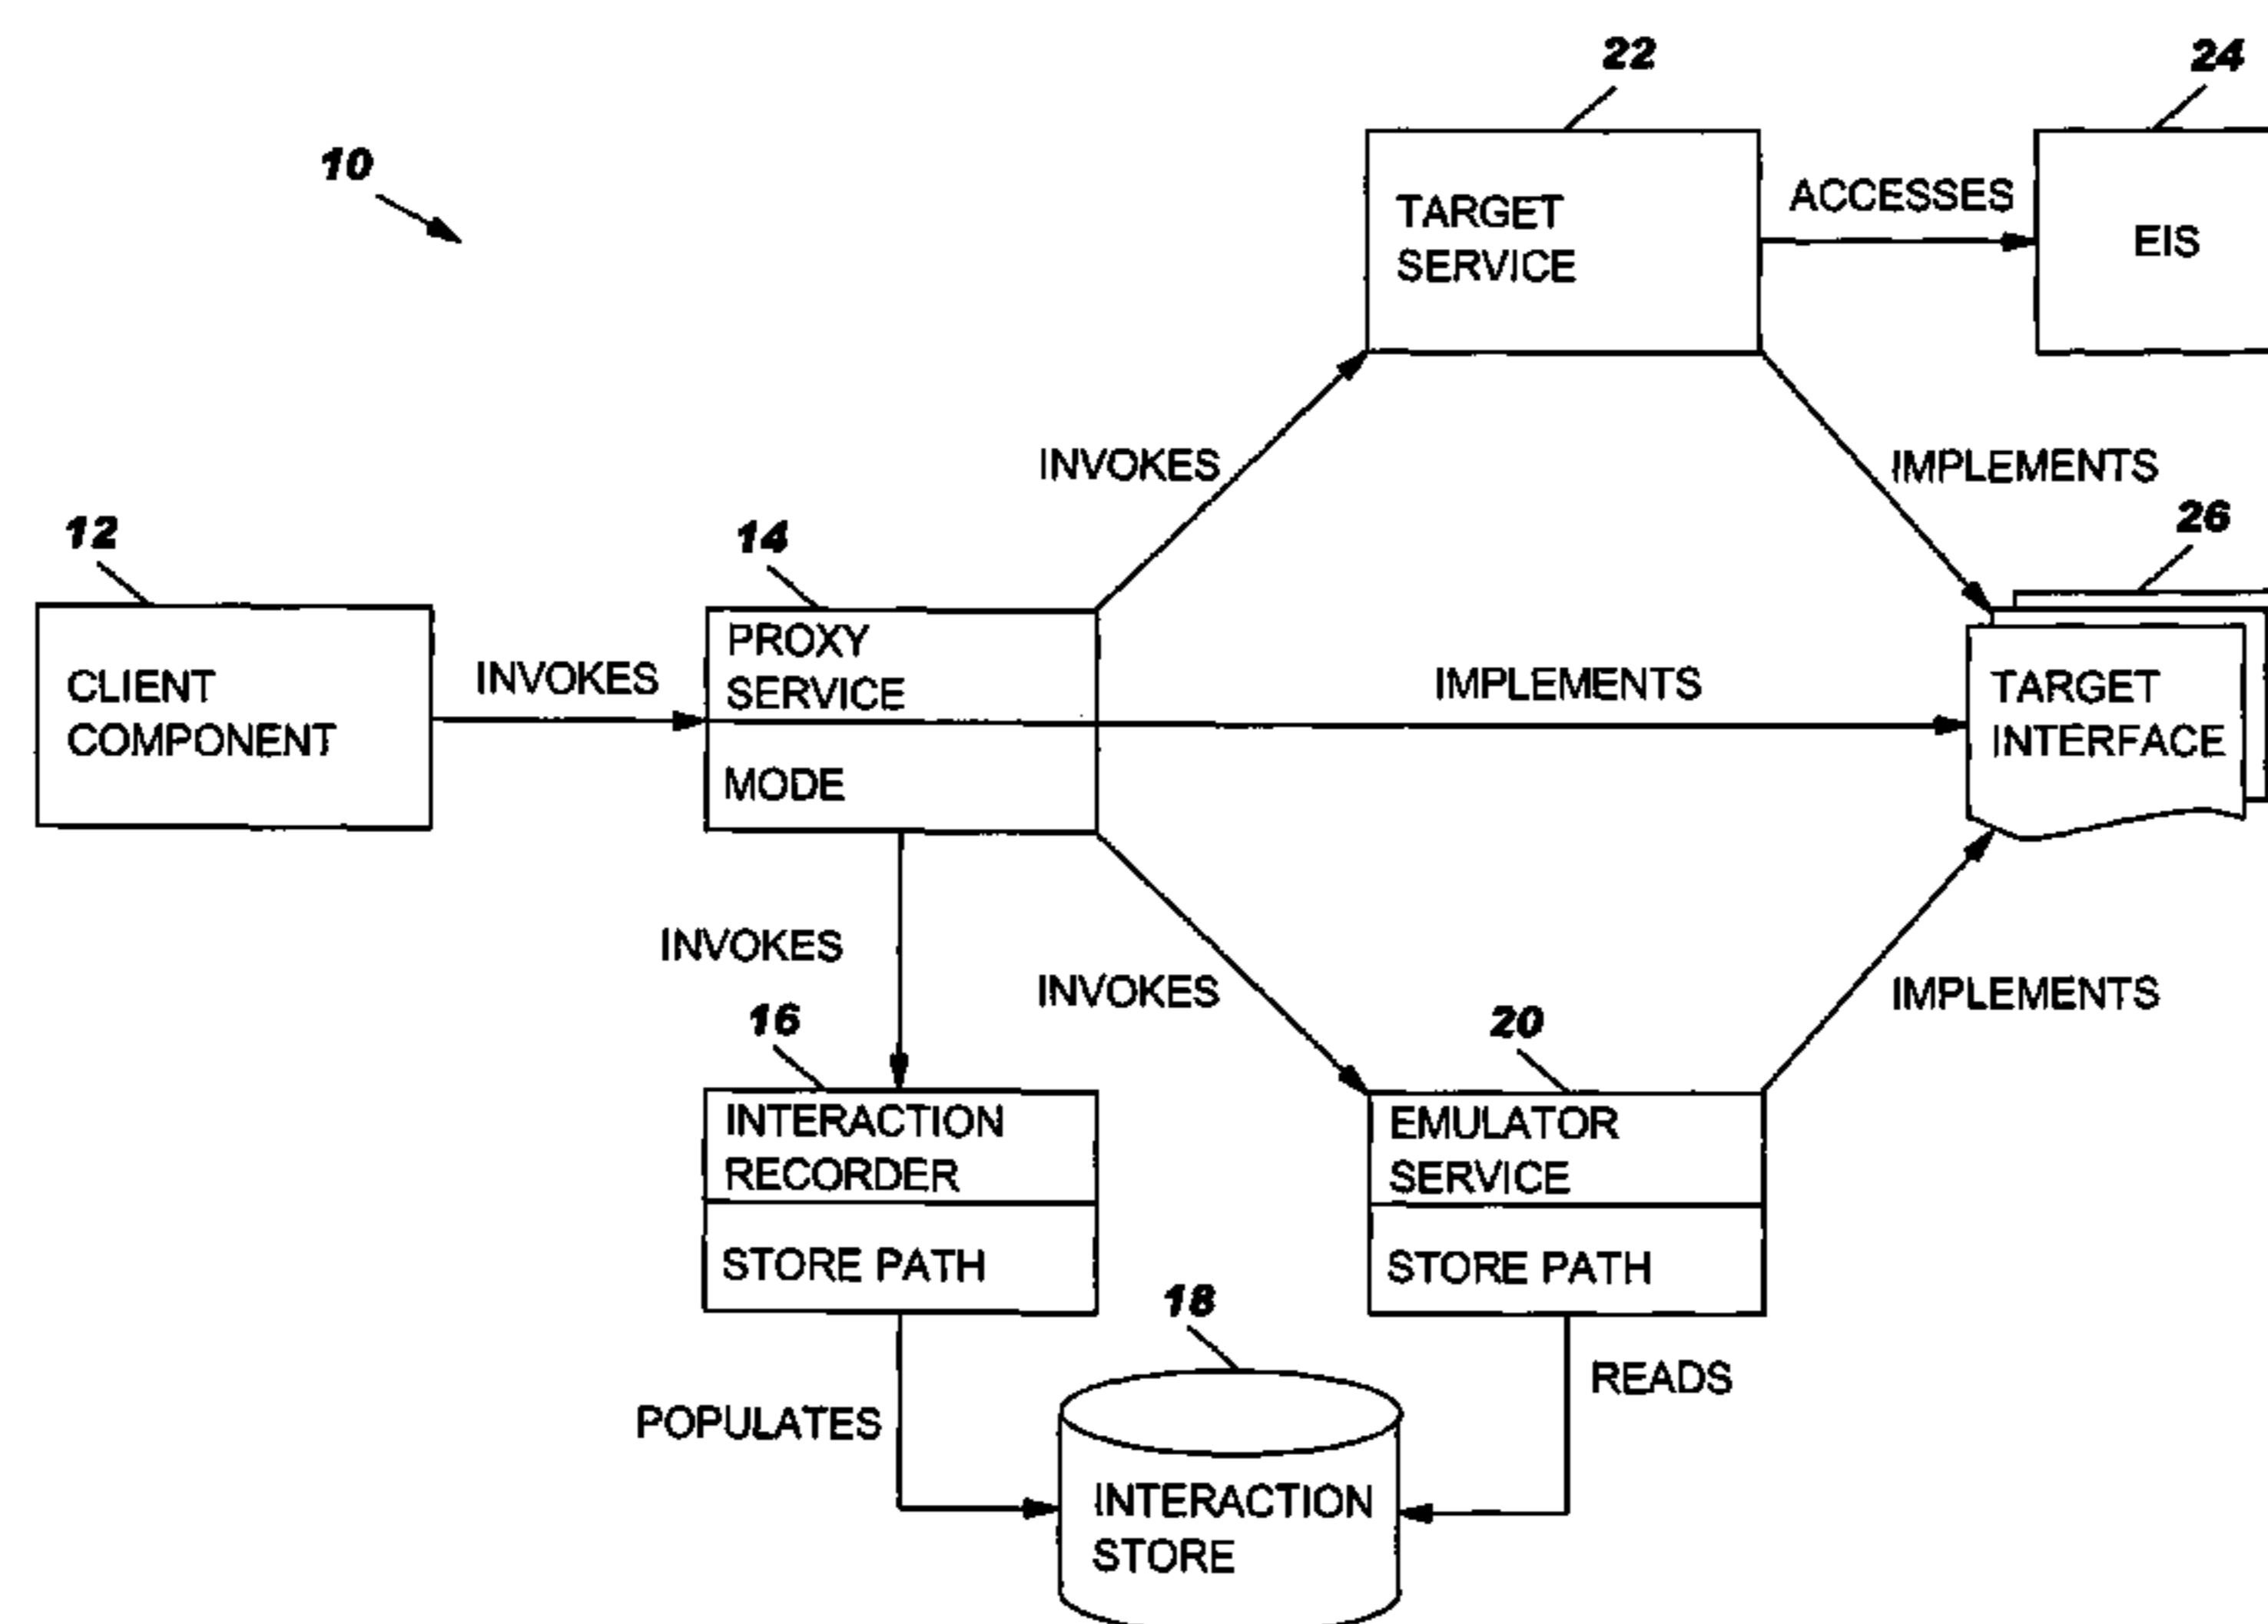 22
24
10
TARGET
SERVICE
ACCESSES
EIS
INVOKES
IMPLEMENTS
12
14
26
CLIENT
COMPONENT
INVOKES
PROXY
SERVICE
MODE
IMPLEMENTS
TARGET
INTERFACE
INVOKES
INVOKES
IMPLEMENTS
16
20
INTERACTION
RECORDER
STORE PATH
EMULATOR
SERVICE
STORE PATH
18
POPULATES
READS
INTERACTION
STORE